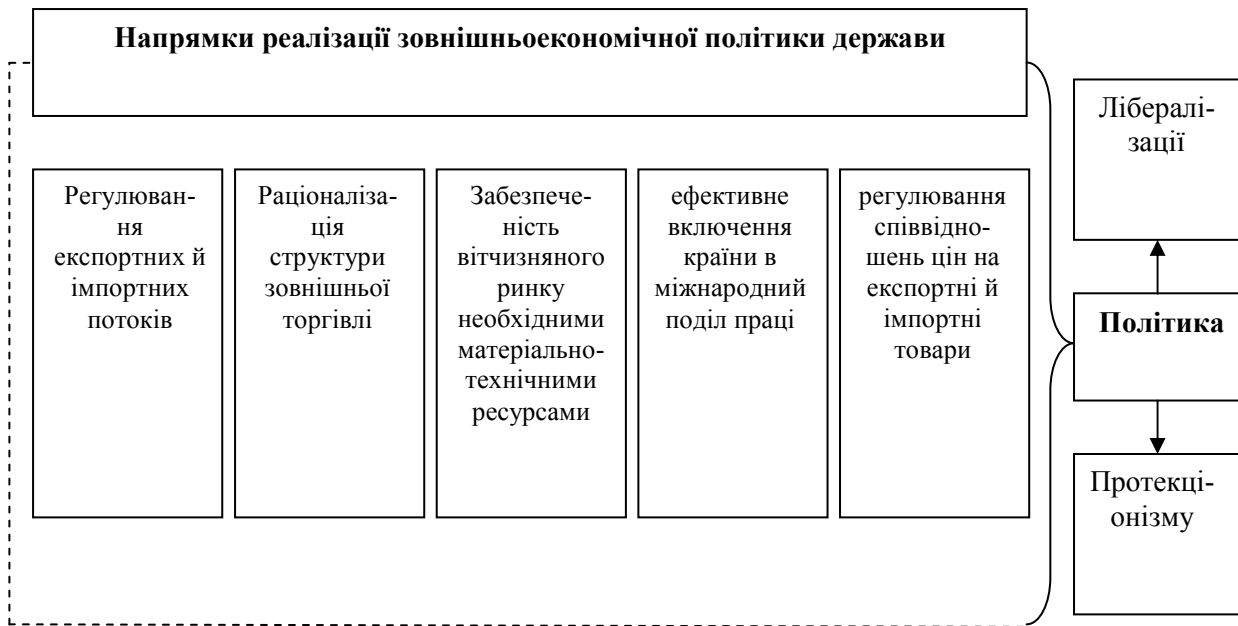 Напрямки реалізації зовнішньоекономічної політики держави
Регулюван-
ня
експортних й
імпортних
потоків
Раціоналіза-
ція
структури
зовнішньої
торгівлі
Забезпече-
ність
вітчизняного
ринку
необхідними
матеріально-
технічними
ресурсами
ефективне
включення
країни в
міжнародний
поділ праці
регулювання
співвідно-
шень цін на
експортні й
імпортні
товари
Лібералі-
зації
Політика
Протекці-
онізму